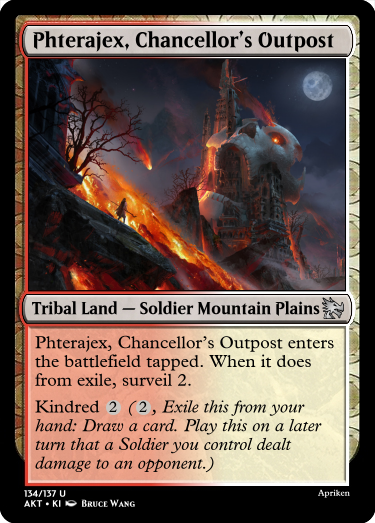 Phterajex, Chancellor's Outpost
Tribal Land — Soldier Mountain Plains
Phterajex, Chancellor's Outpost enters
the battlefield tapped. When it does
from exile, surveil 2.
Kindred 2 (2, Exile this from your
hand: Draw a card. Play this on a later
turn that a Soldier you control dealt
damage to an opponent.)
134/137 U
Apriken
AKT • KI Bruce Wang